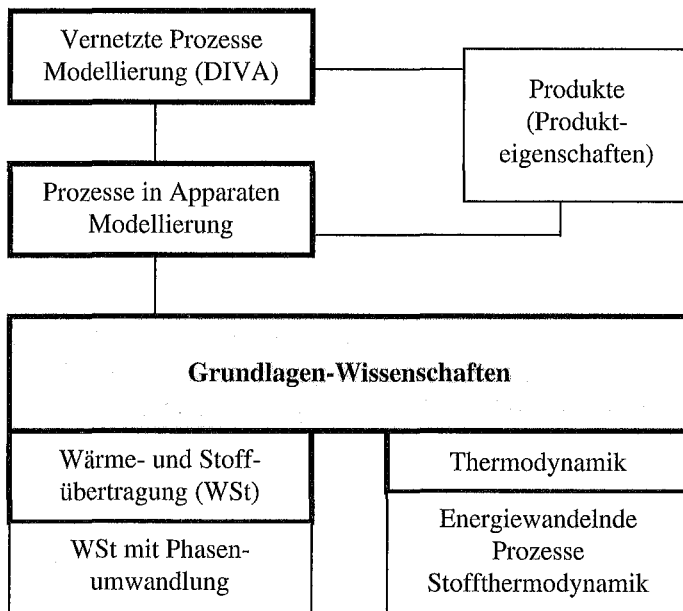 Vernetzte Prozesse
Modellierung (DIVA)
Produkte
(Produkt-
eigenschaften)
Prozesse in Apparaten
Modellierung
Grundlagen-Wissenschaften
Wärme- und Stoff-
übertragung (WSt)
WSt mit Phasen-
umwandlung
Thermodynamik
Energiewandelnde
Prozesse
Stoffthermodynamik